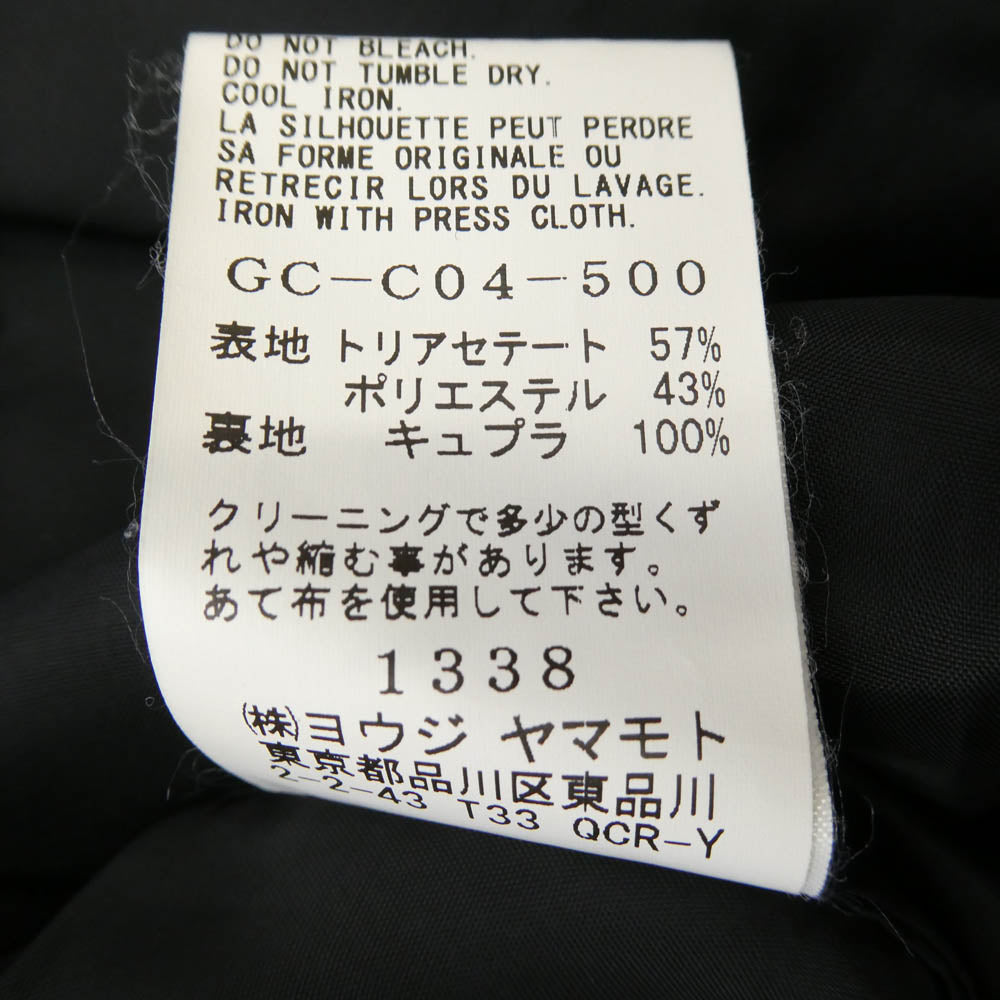 DO NOT BLEACH.
DO NOT TUMBLE DRY.
COOL IRON.
LA SILHOUETTE PEUT PERDRE
SA FORME ORIGINALE OU
RETRECIR LORS DU LAVAGE.
IRON WITH PRESS CLOTH.
GC-C04-500
表地 トリアセテート 57%
ポリエステル 43%
裏地 キュプラ 100%
クリーニングで多少の型くず
れや縮む事があります。
あて布を使用して下さい。
1338
(株)ヨウジ ヤマモト
東京都品川区東品川
2-2-43 T33 QCR-Y